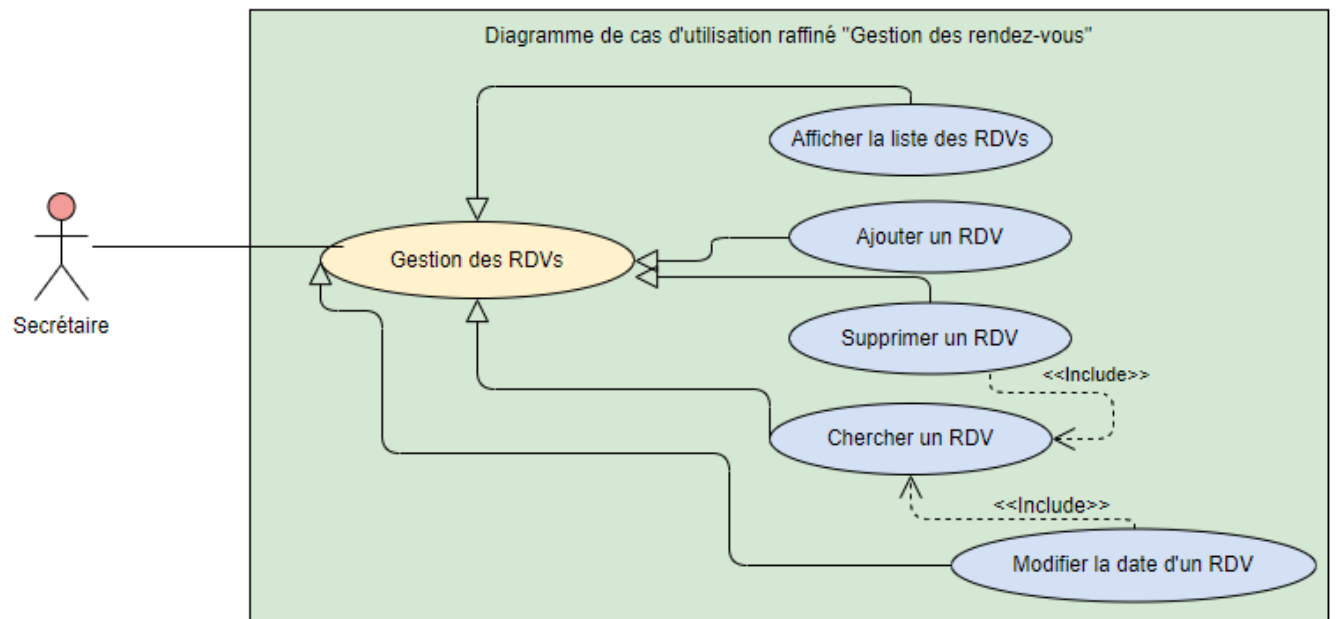 Diagramme de cas d'utilisation raffiné "Gestion des rendez-vous"
Afficher la liste des RDVs
Ajouter un RDV
Gestion des RDVs
Secrétaire
Supprimer un RDV
<<Include>>
Chercher un RDV
<<Include>>
Modifier la date d'un RDV